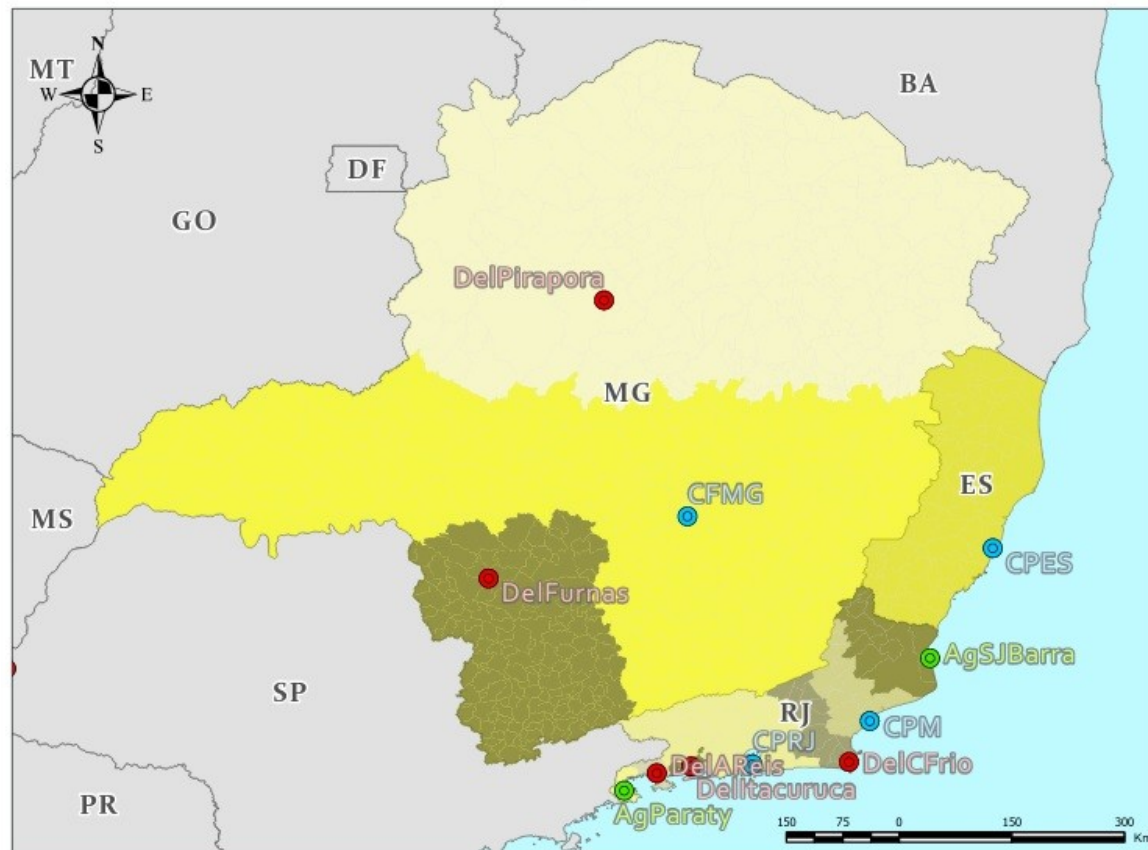 N
MT
W E
S
BA
DF
GO
DelPirapora
MG
ES
CFMG
MS
CPES
DelFurnas
AgSJBarra
SP
RJ
CPM
CPRJ
DelCFrio
DelAReis
DelItacuruca
AgParaty
PR
150 75 0 150 300
Km